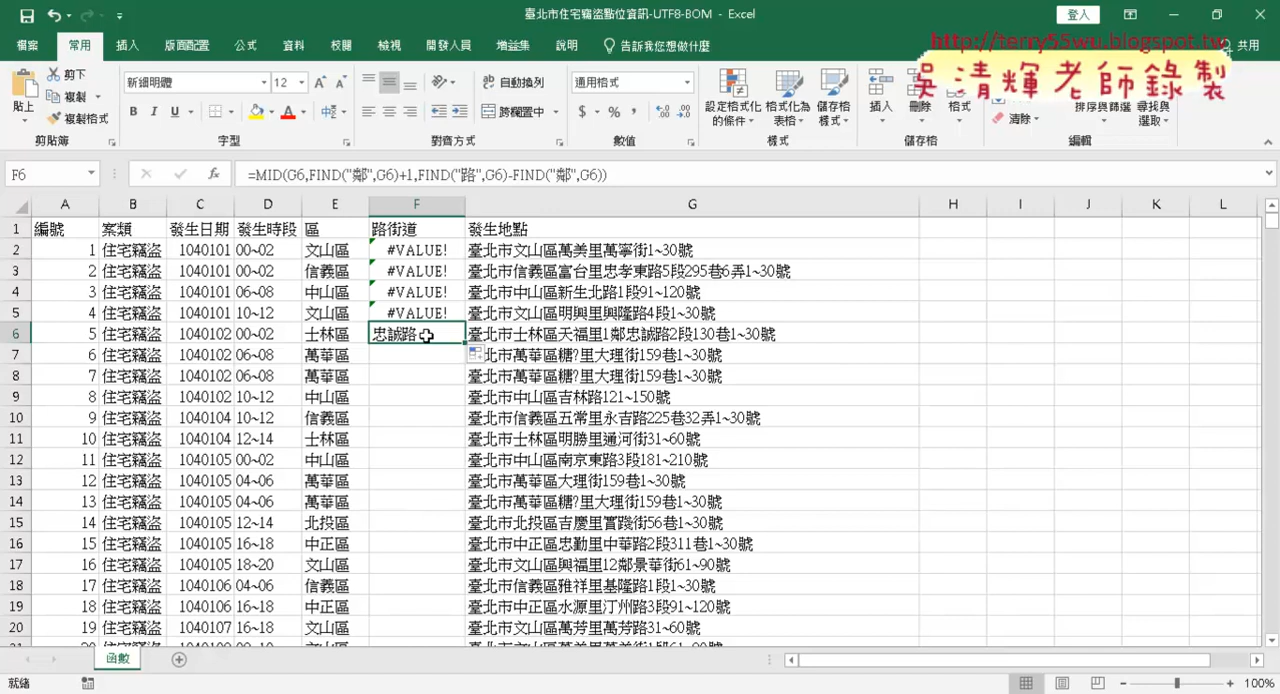 臺北市住宅竊盜點位資訊-UTF8-BOM - Excel
登入
檔案 常用 插入 版面配置 公式 資料 校閱 檢視 開發人員 增益集 說明 告訴我您想做什麼 共用
http://terry55wu.blogspot.tw
吳清輝老師錄製
貼上 剪下 複製 複製格式 剪貼簿
新細明體 12 B I U 中 字型
自動換列 跨欄置中 對齊方式
通用格式 $ % , 數值
設定格式化的條件 格式化為表格 儲存格樣式 樣式
插入 刪除 格式 儲存格
清除 排序與篩選 尋找與選取 編輯
F6 fx =MID(G6,FIND("鄰",G6)+1,FIND("路",G6)-FIND("鄰",G6))
A B C D E F G H I J K L
1 編號 案類 發生日期 發生時段 區 路街道 發生地點
2 1 住宅竊盜 1040101 00~02 文山區 #VALUE! 臺北市文山區萬美里萬寧街1~30號
3 2 住宅竊盜 1040101 00~02 信義區 #VALUE! 臺北市信義區富台里忠孝東路5段295巷6弄1~30號
4 3 住宅竊盜 1040101 06~08 中山區 #VALUE! 臺北市中山區新生北路1段91~120號
5 4 住宅竊盜 1040101 10~12 文山區 #VALUE! 臺北市文山區明興里興隆路4段1~30號
6 5 住宅竊盜 1040102 00~02 士林區 忠誠路 臺北市士林區天福里1鄰忠誠路2段130巷1~30號
7 6 住宅竊盜 1040102 06~08 萬華區 北市萬華區糖?里大理街159巷1~30號
8 7 住宅竊盜 1040102 06~08 萬華區 臺北市萬華區糖?里大理街159巷1~30號
9 8 住宅竊盜 1040102 10~12 中山區 臺北市中山區吉林路121~150號
10 9 住宅竊盜 1040104 10~12 信義區 臺北市信義區五常里永吉路225巷32弄1~30號
11 10 住宅竊盜 1040104 12~14 士林區 臺北市士林區明勝里通河街31~60號
12 11 住宅竊盜 1040105 00~02 中山區 臺北市中山區南京東路3段181~210號
13 12 住宅竊盜 1040105 04~06 萬華區 臺北市萬華區大理街159巷1~30號
14 13 住宅竊盜 1040105 04~06 萬華區 臺北市萬華區糖?里大理街159巷1~30號
15 14 住宅竊盜 1040105 12~14 北投區 臺北市北投區吉慶里實踐街56巷1~30號
16 15 住宅竊盜 1040105 16~18 中正區 臺北市中正區忠勤里中華路2段311巷1~30號
17 16 住宅竊盜 1040105 18~20 文山區 臺北市文山區興福里12鄰景華街61~90號
18 17 住宅竊盜 1040106 04~06 信義區 臺北市信義區雅祥里基隆路1段1~30號
19 18 住宅竊盜 1040106 16~18 中正區 臺北市中正區水源里汀州路3段91~120號
20 19 住宅竊盜 1040107 16~18 文山區 臺北市文山區萬芳里萬芳路31~60號
函數
就緒 100%